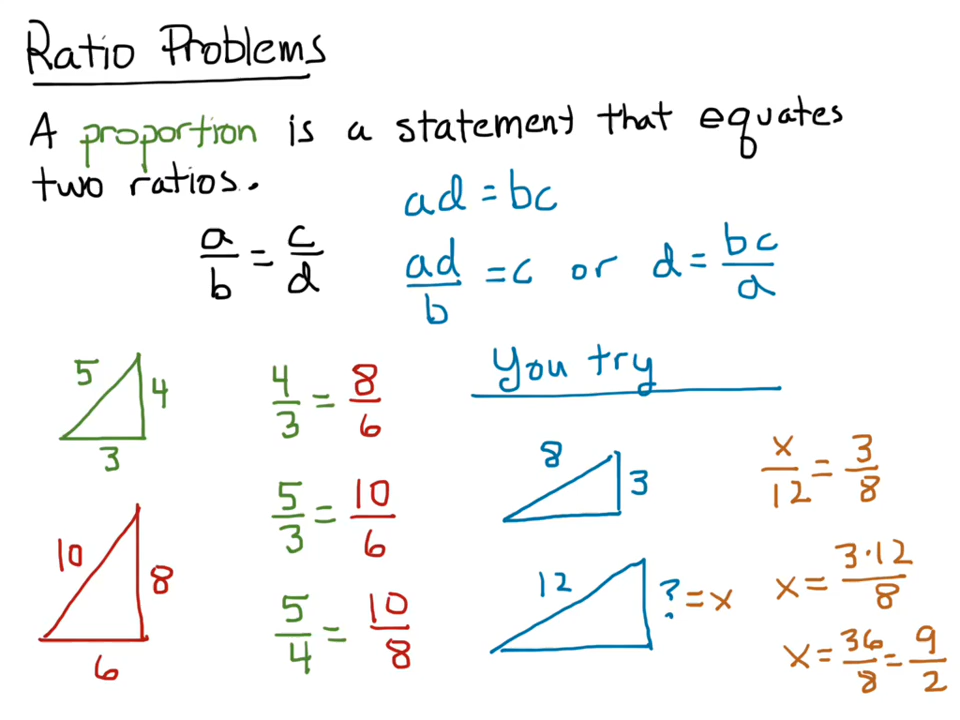 Ratio Problems
A proportion is a statement that equates
two ratios.
ad = bc
a/b = c/d
ad/b = c or d = bc/a
5
4
3
10
8
6
4/3 = 8/6
5/3 = 10/6
5/4 = 10/8
You try
8
3
12
? = x
x/12 = 3/8
x = 3·12/8
x = 36/8 = 9/2